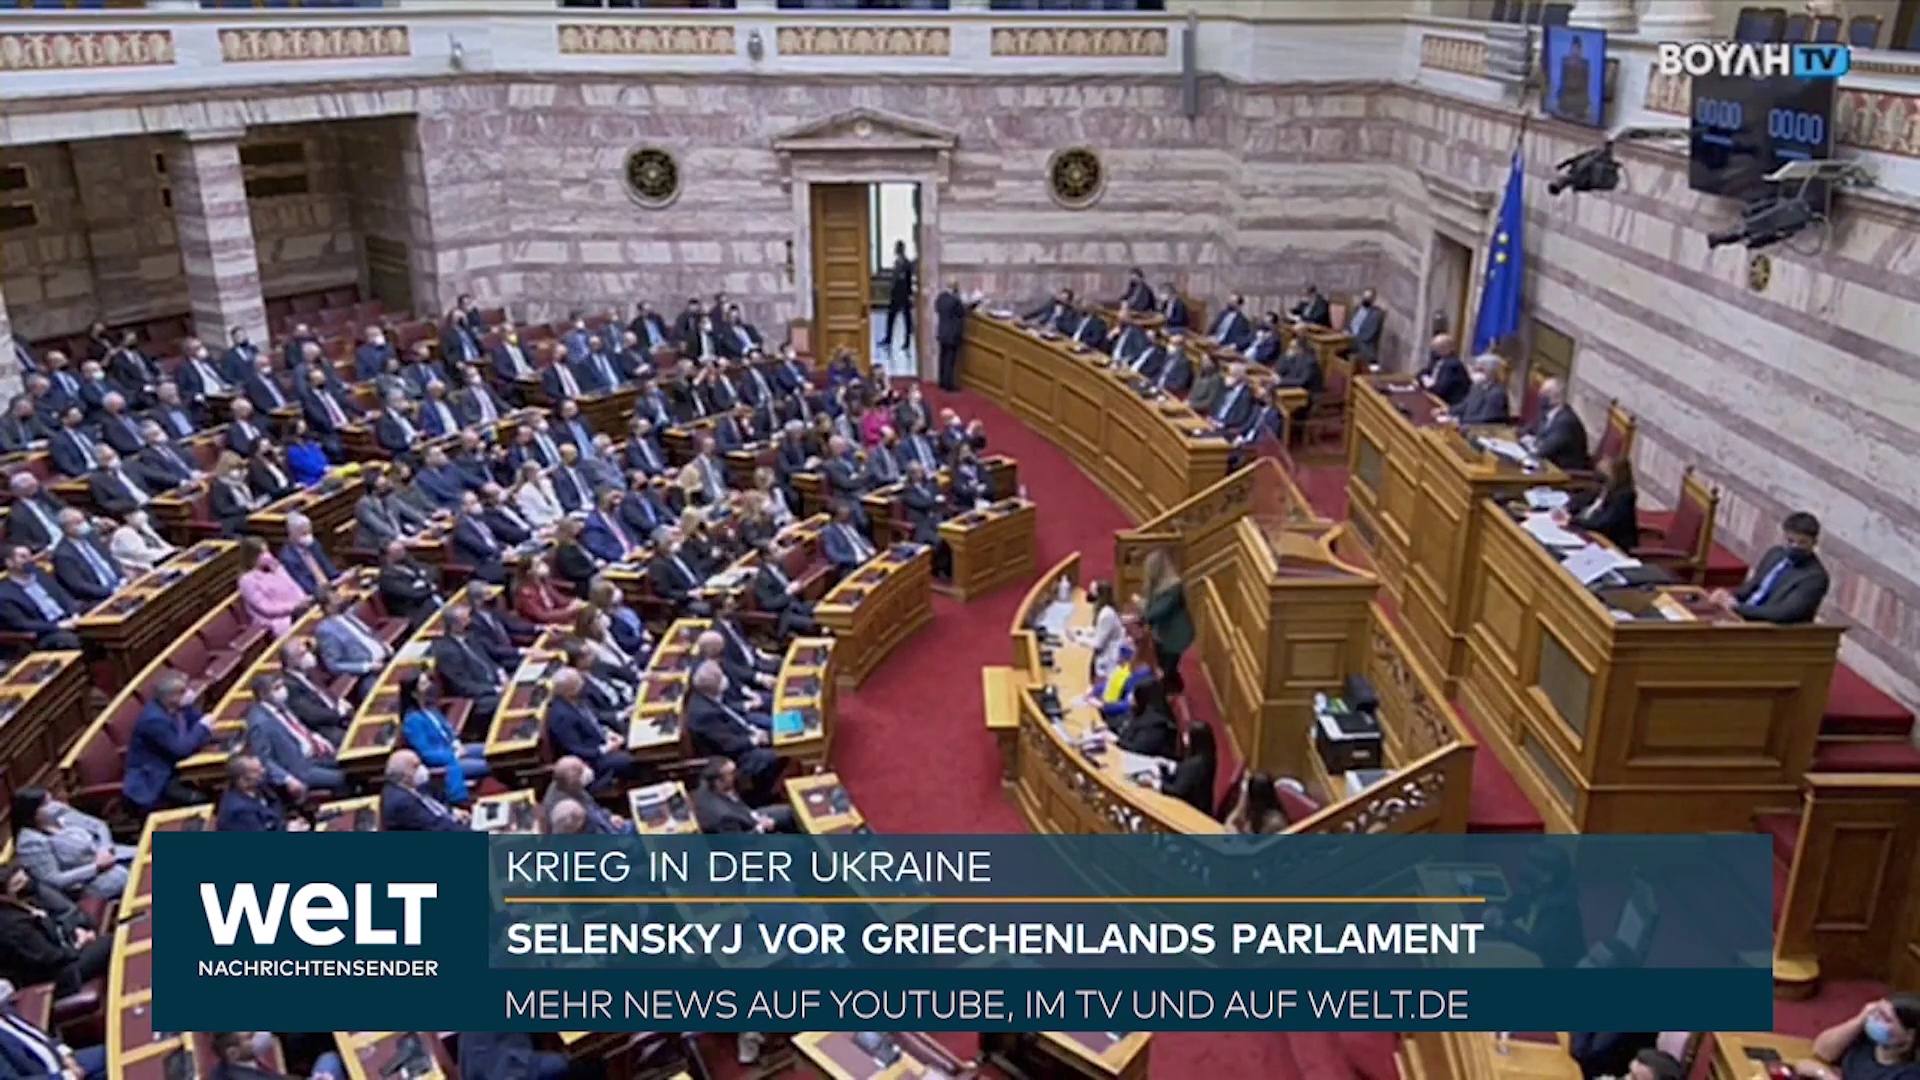 ΒΟΥΛΗ TV
00:00 00:00
KRIEG IN DER UKRAINE
welt
SELENSKYJ VOR GRIECHENLANDS PARLAMENT
NACHRICHTENSENDER
MEHR NEWS AUF YOUTUBE, IM TV UND AUF WELT.DE